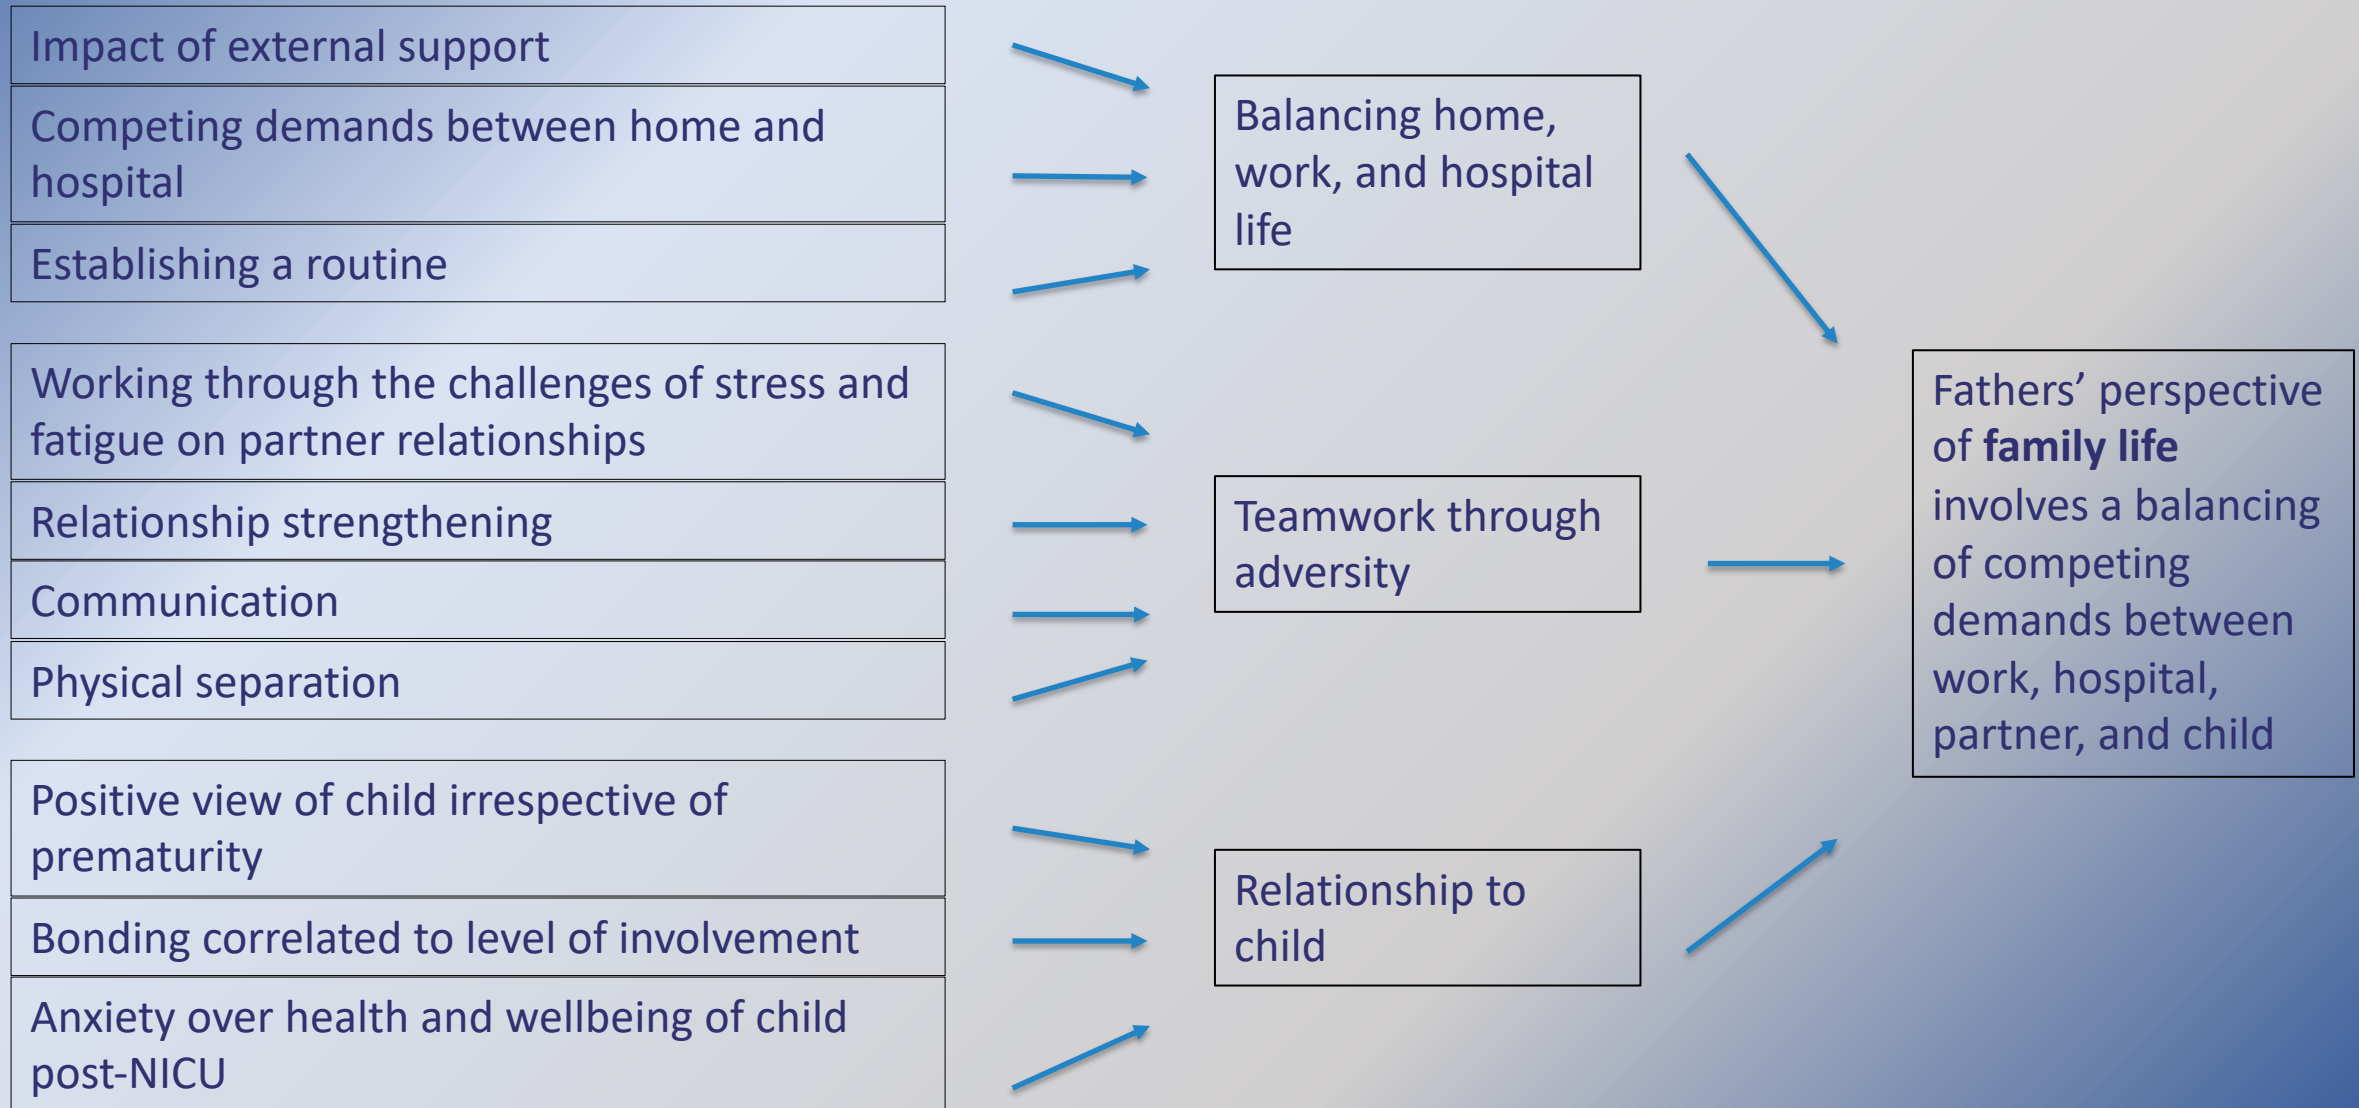 Impact of external support
Competing demands between home and
hospital
Establishing a routine
Working through the challenges of stress and
fatigue on partner relationships
Relationship strengthening
Communication
Physical separation
Positive view of child irrespective of
prematurity
Bonding correlated to level of involvement
Anxiety over health and wellbeing of child
post-NICU
Balancing home,
work, and hospital
life
Teamwork through
adversity
Relationship to
child
Fathers’ perspective
of family life
involves a balancing
of competing
demands between
work, hospital,
partner, and child